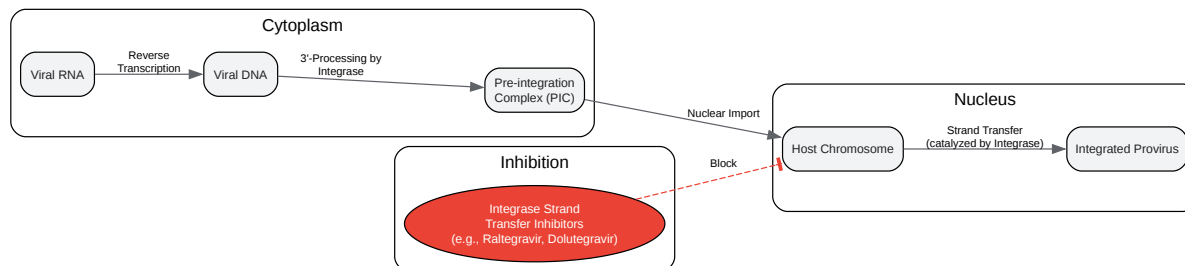 Cytoplasm
Viral RNA
Reverse
Transcription
Viral DNA
3'-Processing by
Integrase
Pre-integration
Complex (PIC)
Nuclear Import
Nucleus
Host Chromosome
Strand Transfer
(catalyzed by Integrase)
Integrated Provirus
Inhibition
Block
Integrase Strand
Transfer Inhibitors
(e.g., Raltegravir, Dolutegravir)